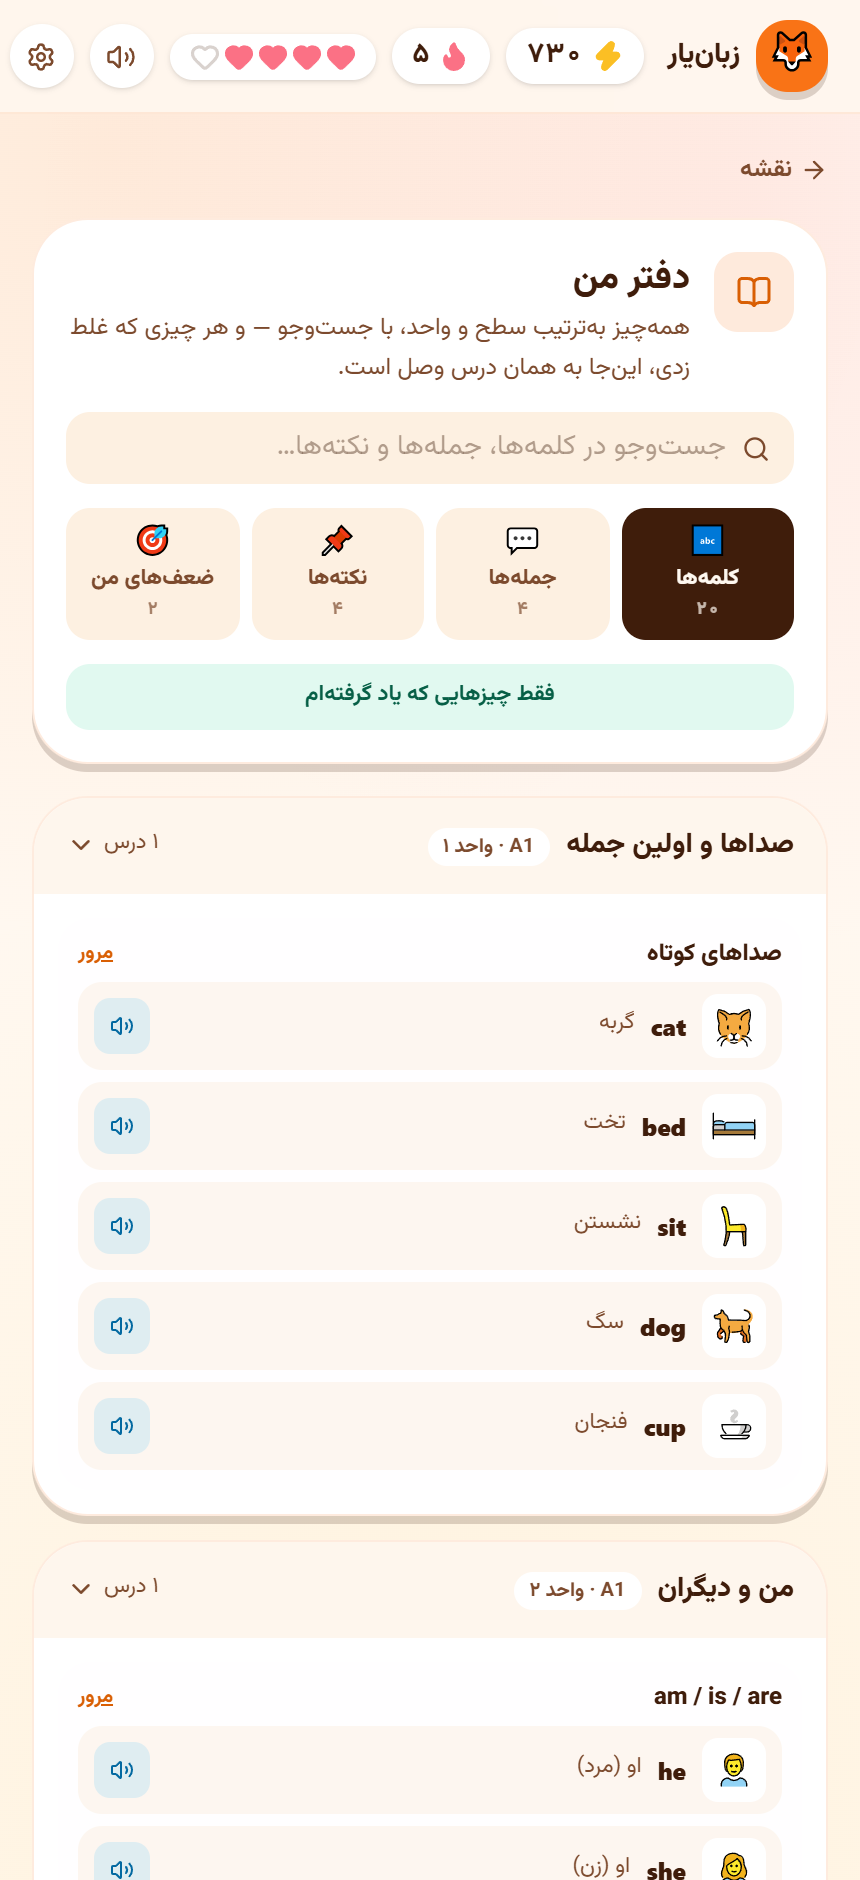 زبان‌یار
۷۳۰
۵
نقشه
دفتر من
همه‌چیز به‌ترتیب سطح و واحد، با جست‌وجو — و هر چیزی که غلط
زدی، این‌جا به همان درس وصل است.
جست‌وجو در کلمه‌ها، جمله‌ها و نکته‌ها...
abc
کلمه‌ها
۲۰
جمله‌ها
۴
نکته‌ها
۴
ضعف‌های من
۲
فقط چیزهایی که یاد گرفته‌ام
صداها و اولین جمله
A1 · واحد ۱
۱ درس
صداهای کوتاه
مرور
cat گربه
bed تخت
sit نشستن
dog سگ
cup فنجان
من و دیگران
A1 · واحد ۲
۱ درس
am / is / are
مرور
he او (مرد)
she او (زن)